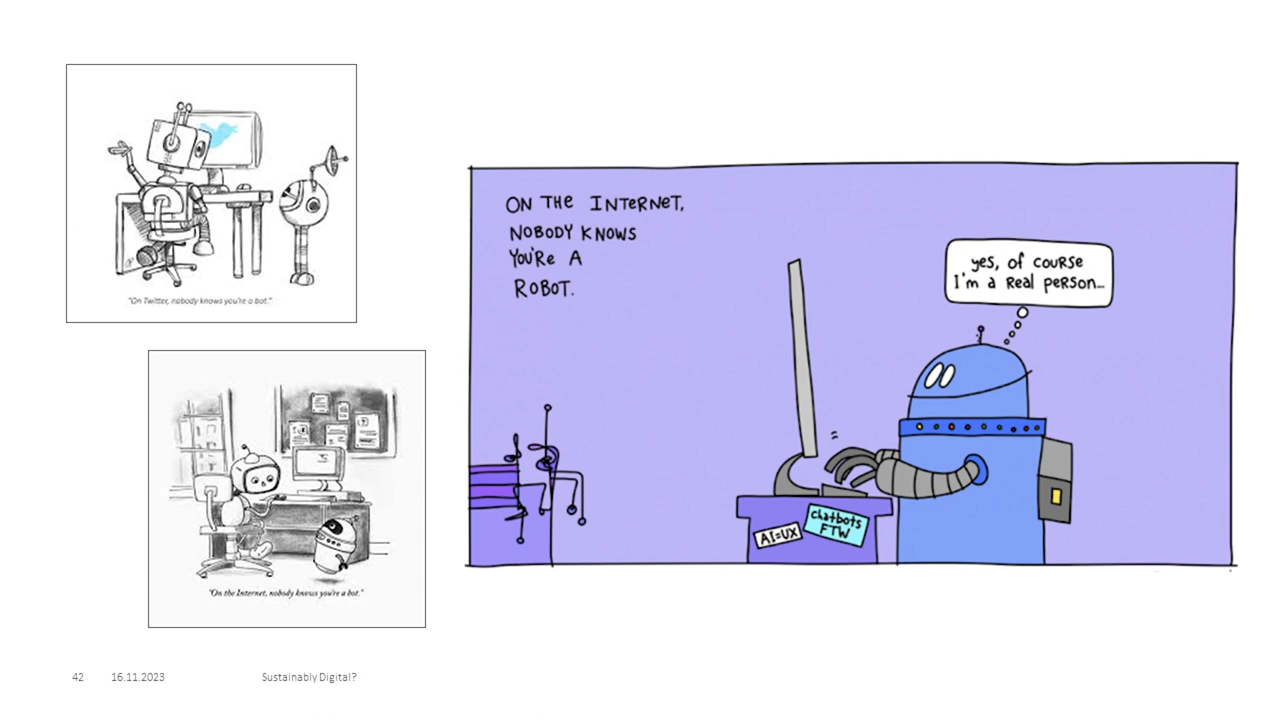 "On Twitter, nobody knows you're a bot."
"On the Internet, nobody knows you're a bot."
ON THE INTERNET,
NOBODY KNOWS
YOU'RE A
ROBOT.
yes, of course
I'm a real person...
AI=UX
chatbots
FTW
42 16.11.2023 Sustainably Digital?